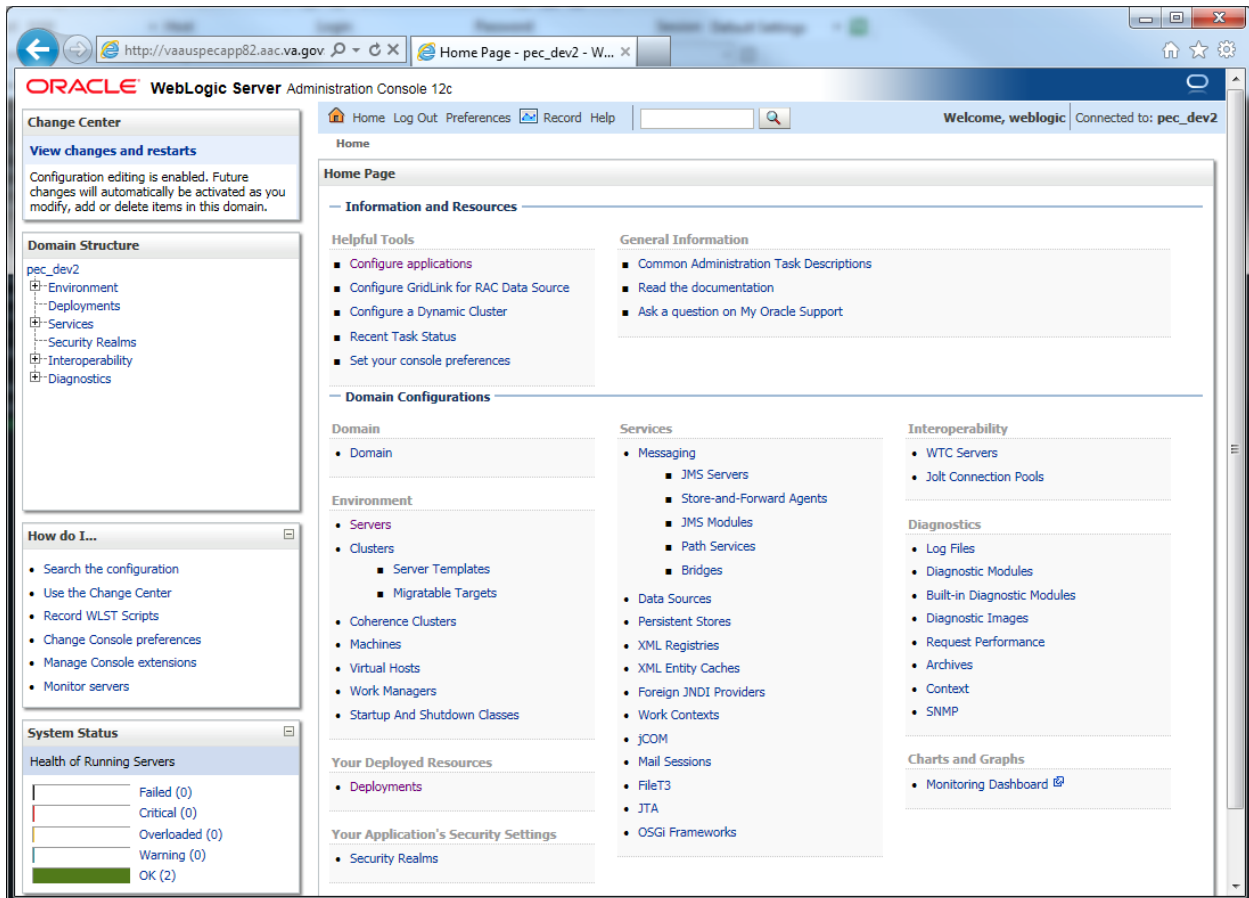 Host
Login
Password
Session
Default Settings
http://vaauspecapp82.aac.va.gov
Home Page - pec_dev2 - W...
ORACLE WebLogic Server Administration Console 12c
Change Center
View changes and restarts
Configuration editing is enabled. Future
changes will automatically be activated as you
modify, add or delete items in this domain.
Domain Structure
pec_dev2
Environment
Deployments
Services
Security Realms
Interoperability
Diagnostics
How do I...
Search the configuration
Use the Change Center
Record WLST Scripts
Change Console preferences
Manage Console extensions
Monitor servers
System Status
Health of Running Servers
Failed (0)
Critical (0)
Overloaded (0)
Warning (0)
OK (2)
Home Log Out Preferences Record Help
Welcome, weblogic Connected to: pec_dev2
Home
Home Page
Information and Resources
Helpful Tools
Configure applications
Configure GridLink for RAC Data Source
Configure a Dynamic Cluster
Recent Task Status
Set your console preferences
General Information
Common Administration Task Descriptions
Read the documentation
Ask a question on My Oracle Support
Domain Configurations
Domain
Domain
Environment
Servers
Clusters
Server Templates
Migratable Targets
Coherence Clusters
Machines
Virtual Hosts
Work Managers
Startup And Shutdown Classes
Your Deployed Resources
Deployments
Your Application's Security Settings
Security Realms
Services
Messaging
JMS Servers
Store-and-Forward Agents
JMS Modules
Path Services
Bridges
Data Sources
Persistent Stores
XML Registries
XML Entity Caches
Foreign JNDI Providers
Work Contexts
jCOM
Mail Sessions
FileT3
JTA
OSGi Frameworks
Interoperability
WTC Servers
Jolt Connection Pools
Diagnostics
Log Files
Diagnostic Modules
Built-in Diagnostic Modules
Diagnostic Images
Request Performance
Archives
Context
SNMP
Charts and Graphs
Monitoring Dashboard